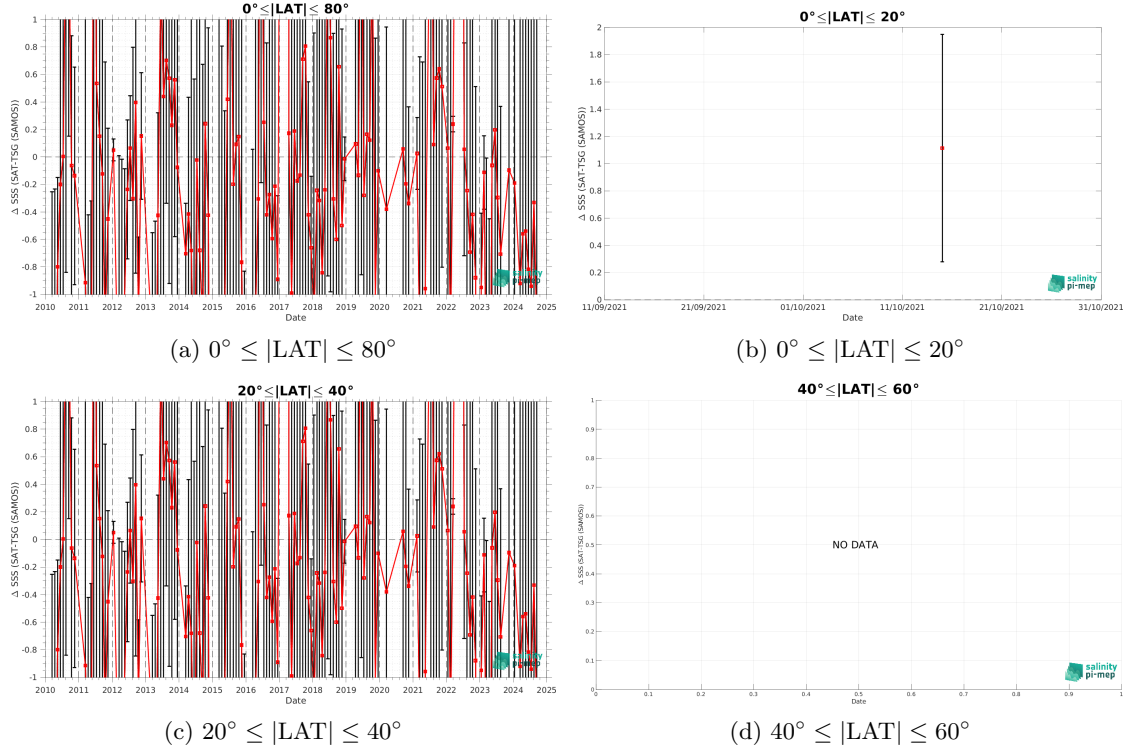 0°≤|LAT|≤ 80°
Δ SSS (SAT-TSG (SAMOS))
1
0.8
0.6
0.4
0.2
0
-0.2
-0.4
-0.6
-0.8
-1
2010 2011 2012 2013 2014 2015 2016 2017 2018 2019 2020 2021 2022 2023 2024 2025
Date
salinity
pi-mep
(a) 0° ≤ |LAT| ≤ 80°
0°≤|LAT|≤ 20°
Δ SSS (SAT-TSG (SAMOS))
2
1.8
1.6
1.4
1.2
1
0.8
0.6
0.4
0.2
0
11/09/2021 21/09/2021 01/10/2021 11/10/2021 21/10/2021 31/10/2021
Date
salinity
pi-mep
(b) 0° ≤ |LAT| ≤ 20°
20°≤|LAT|≤ 40°
Δ SSS (SAT-TSG (SAMOS))
1
0.8
0.6
0.4
0.2
0
-0.2
-0.4
-0.6
-0.8
-1
2010 2011 2012 2013 2014 2015 2016 2017 2018 2019 2020 2021 2022 2023 2024 2025
Date
salinity
pi-mep
(c) 20° ≤ |LAT| ≤ 40°
40°≤|LAT|≤ 60°
Δ SSS (SAT-TSG (SAMOS))
1
0.9
0.8
0.7
0.6
0.5
0.4
0.3
0.2
0.1
0
NO DATA
0 0.1 0.2 0.3 0.4 0.5 0.6 0.7 0.8 0.9 1
Date
salinity
pi-mep
(d) 40° ≤ |LAT| ≤ 60°